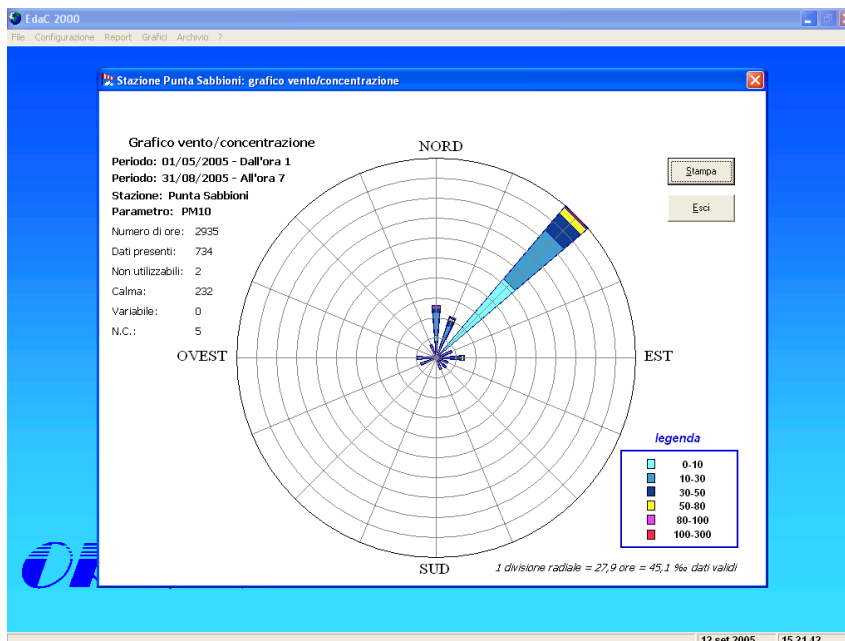 EdaC 2000
File Configurazione Report Grafici Archivio ?
Stazione Punta Sabbioni: grafico vento/concentrazione
Grafico vento/concentrazione
Periodo: 01/05/2005 - Dall'ora 1
Periodo: 31/08/2005 - All'ora 7
Stazione: Punta Sabbioni
Parametro: PM10
Numero di ore: 2935
Dati presenti: 734
Non utilizzabili: 2
Calma: 232
Variabile: 0
N.C.: 5
NORD
OVEST
EST
SUD
Stampa
Esci
legenda
0-10
10-30
30-50
50-80
80-100
100-300
1 divisione radiale = 27,9 ore = 45,1 ‰ dati validi
12 set 2005 15.21.42